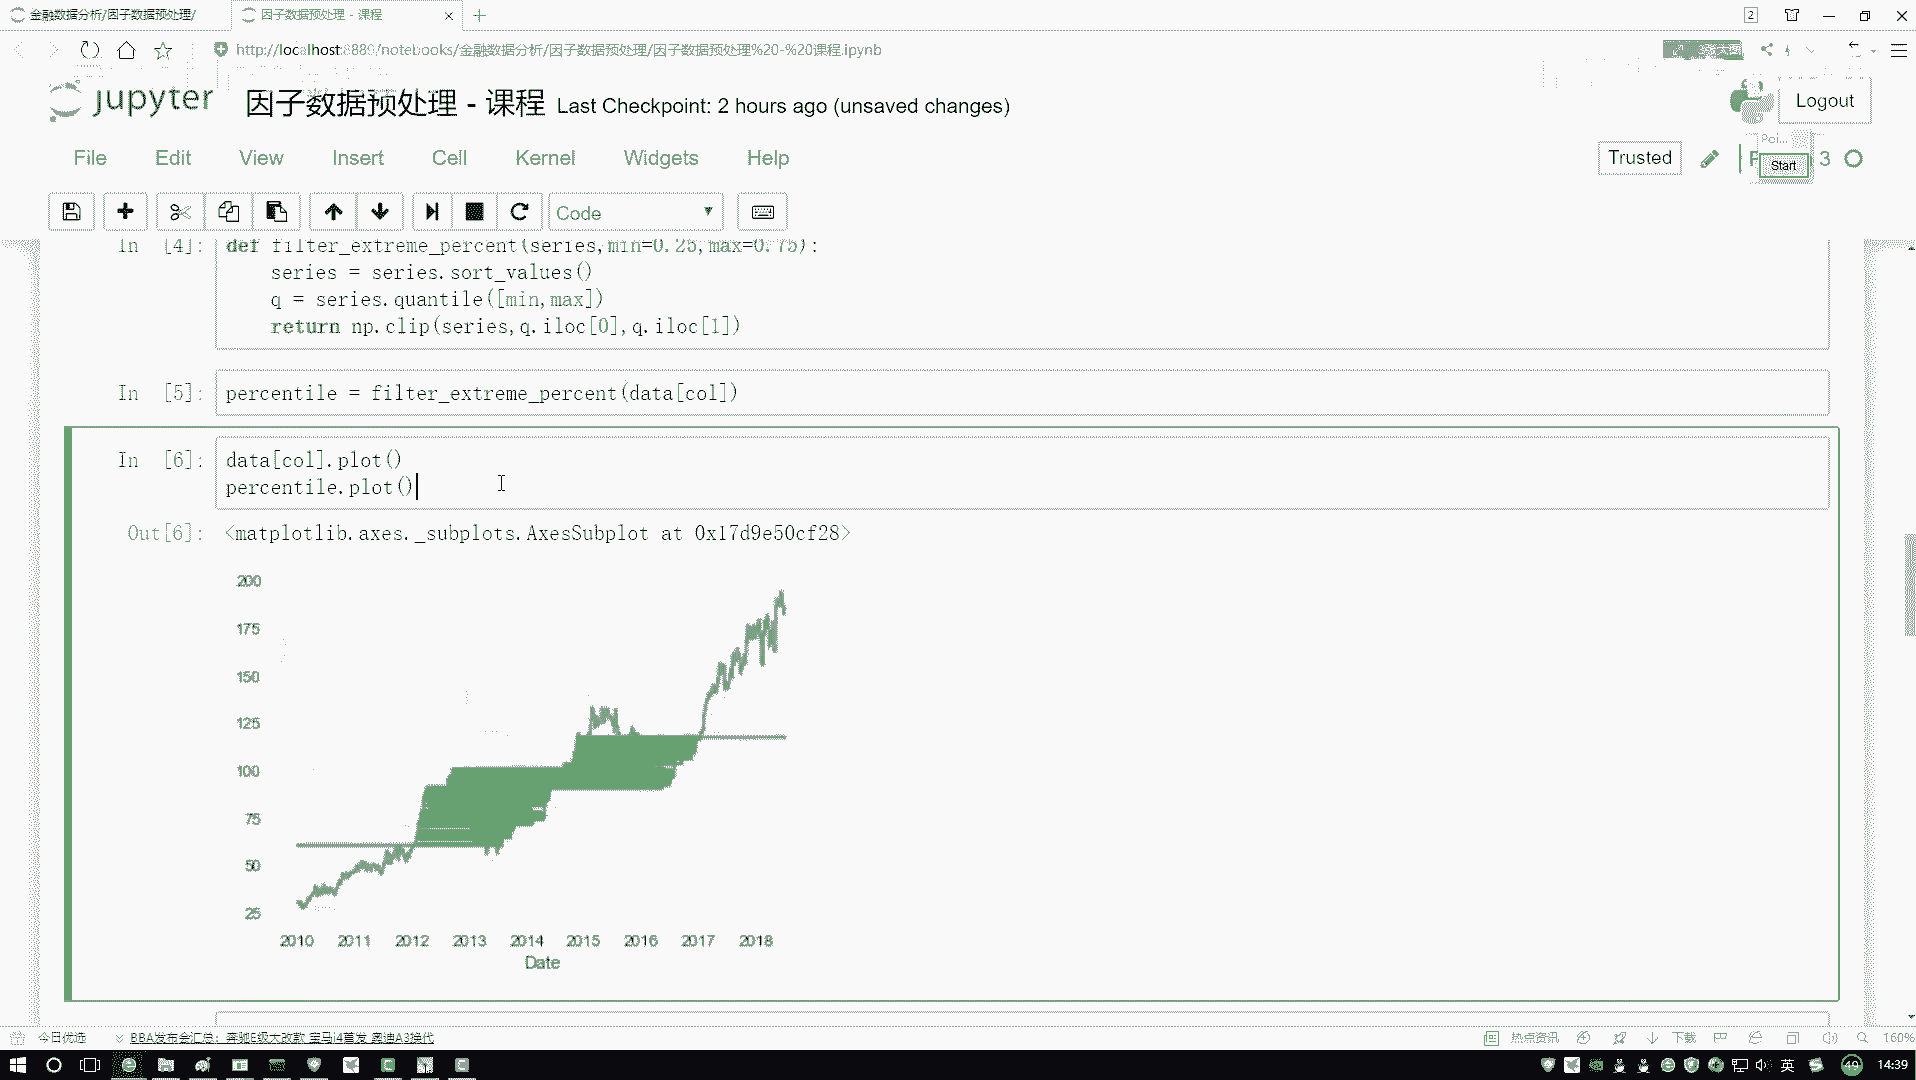 金融数据分析/因子数据预处理/
因子数据预处理 - 课程
2
http://localhost:8889/notebooks/金融数据分析/因子数据预处理/因子数据预处理%20-%20课程.ipynb
jupyter
因子数据预处理 - 课程 Last Checkpoint: 2 hours ago (unsaved changes)
Logout
File Edit View Insert Cell Kernel Widgets Help
Trusted
Poi...
Start
3
Code
In [4]: def filter_extreme_percent(series,min=0.25,max=0.75):
series = series.sort_values()
q = series.quantile([min,max])
return np.clip(series,q.iloc[0],q.iloc[1])
In [5]: percentile = filter_extreme_percent(data[col])
In [6]: data[col].plot()
percentile.plot()
Out[6]: <matplotlib.axes._subplots.AxesSubplot at 0x17d9e50cf28>
200
175
150
125
100
75
50
25
2010 2011 2012 2013 2014 2015 2016 2017 2018
Date
今日优选
BBA发布会汇总：奔驰E级大改款 宝马i4首发 奥迪A3换代
热点资讯
下载
160%
英
49
14:39